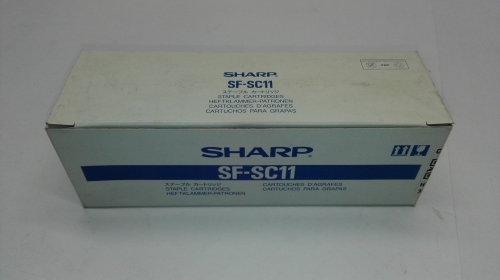 SHARP
SF-SC11
ステープル カートリッジ
STAPLE CARTRIDGES
HEFTKLAMMER-PATRONEN
CARTOUCHES D'AGRAFES
CARTUCHOS PARA GRAPAS
SHARP
SF-SC11
ステープル カートリッジ
STAPLE CARTRIDGES
HEFTKLAMMER-PATRONEN
CARTOUCHES D'AGRAFES
CARTUCHOS PARA GRAPAS